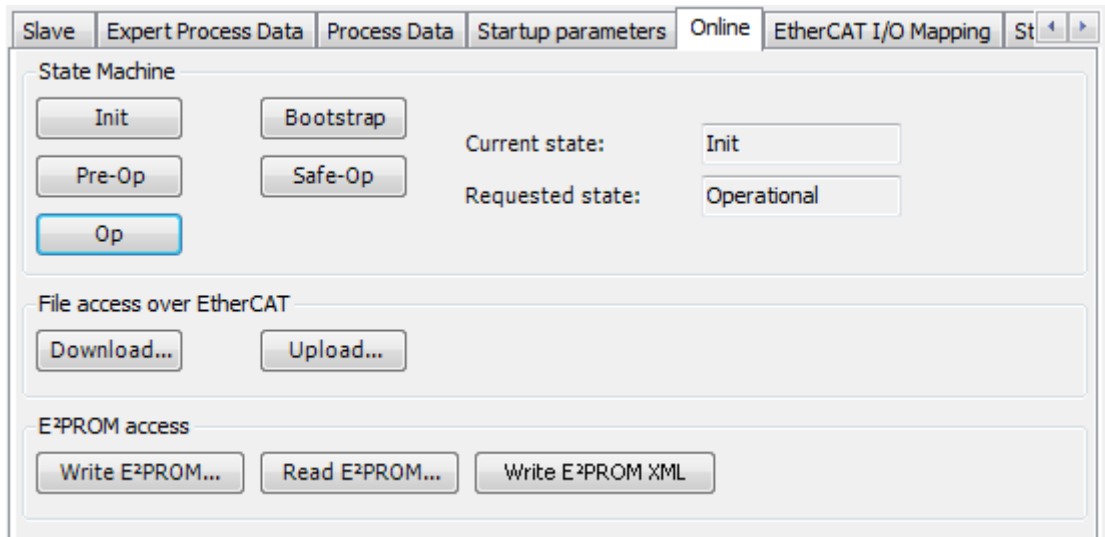 Slave Expert Process Data Process Data Startup parameters Online EtherCAT I/O Mapping St
State Machine
Init Bootstrap
Current state: Init
Pre-Op Safe-Op
Requested state: Operational
Op
File access over EtherCAT
Download... Upload...
E²PROM access
Write E²PROM... Read E²PROM... Write E²PROM XML